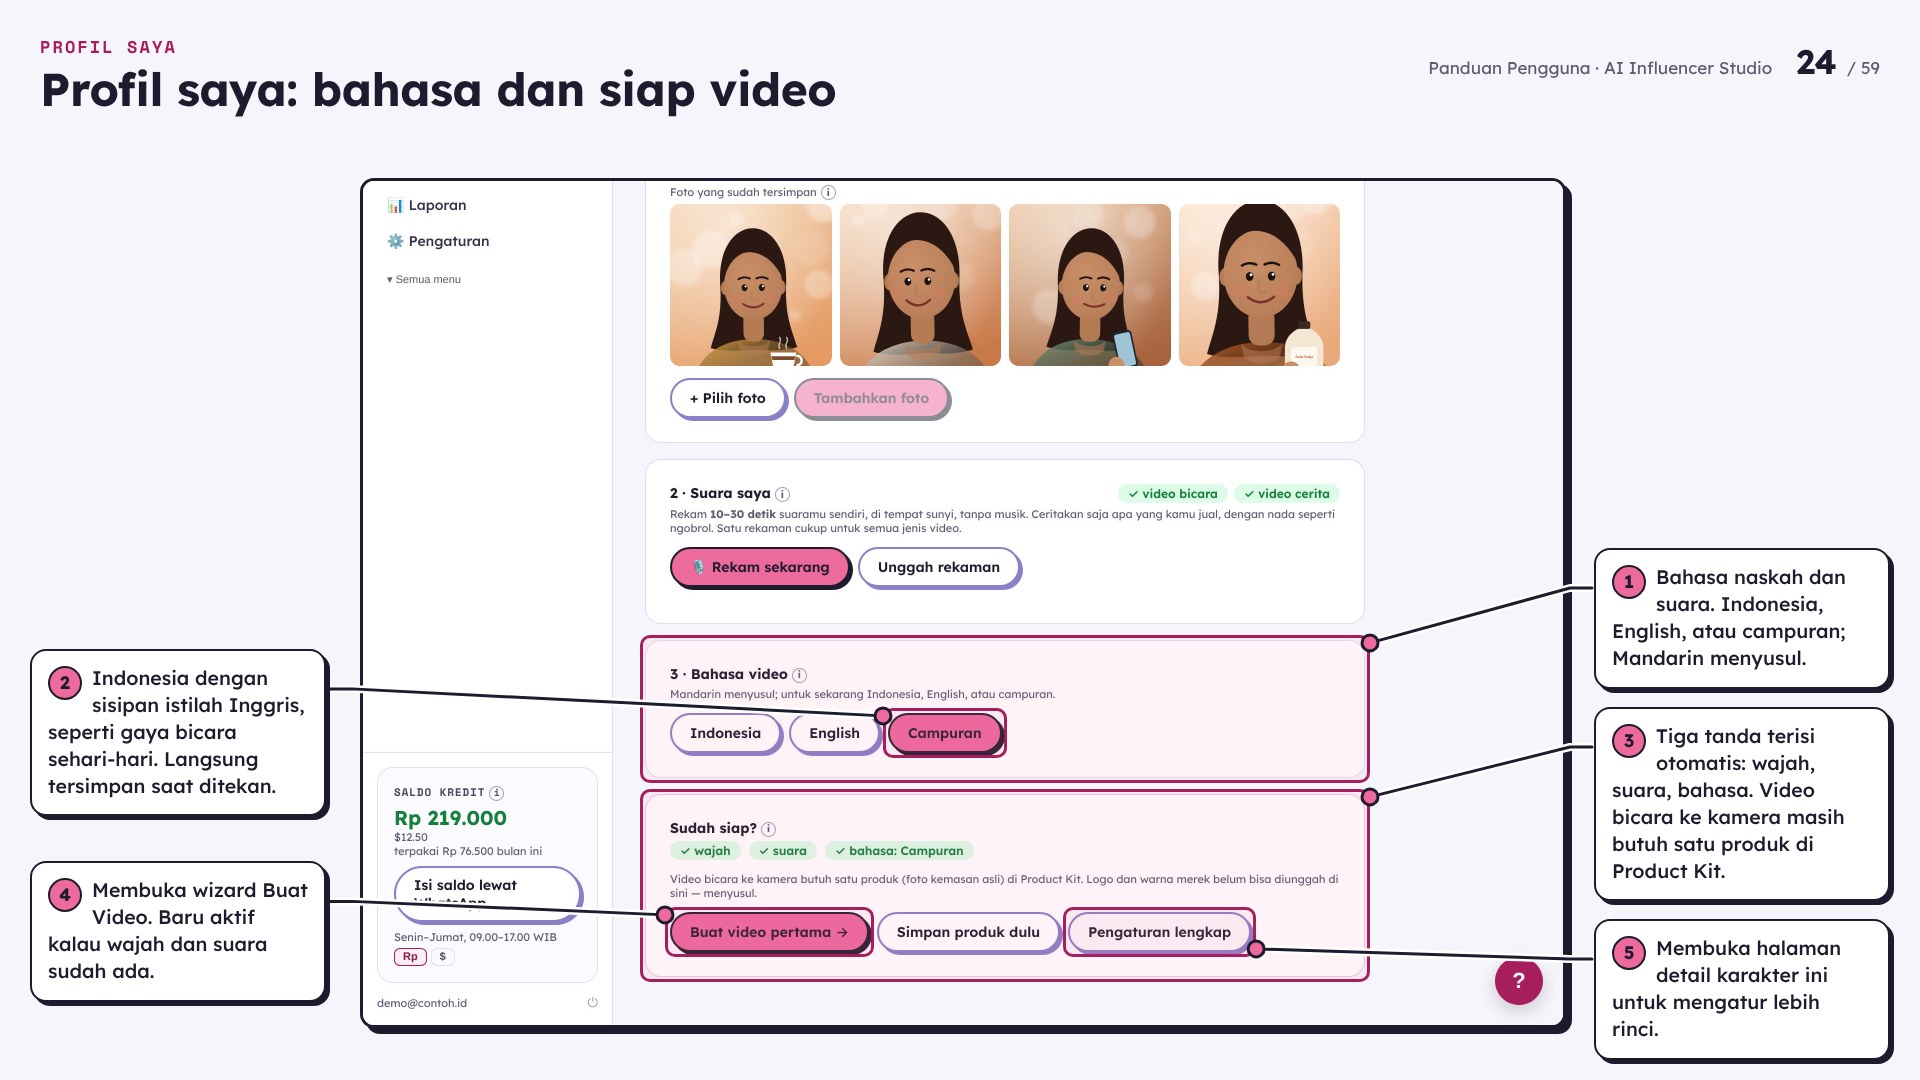 PROFIL SAYA
Profil saya: bahasa dan siap video
Panduan Pengguna · AI Influencer Studio 24 / 59
📊 Laporan
⚙️ Pengaturan
▾ Semua menu
Foto yang sudah tersimpan i
+ Pilih foto
Tambahkan foto
2 · Suara saya i
✓ video bicara
✓ video cerita
Rekam 10–30 detik suaramu sendiri, di tempat sunyi, tanpa musik. Ceritakan saja apa yang kamu jual, dengan nada seperti
ngobrol. Satu rekaman cukup untuk semua jenis video.
🎙️ Rekam sekarang
Unggah rekaman
3 · Bahasa video i
Mandarin menyusul; untuk sekarang Indonesia, English, atau campuran.
Indonesia
English
Campuran
Sudah siap? i
✓ wajah
✓ suara
✓ bahasa: Campuran
Video bicara ke kamera butuh satu produk (foto kemasan asli) di Product Kit. Logo dan warna merek belum bisa diunggah di
sini — menyusul.
Buat video pertama →
Simpan produk dulu
Pengaturan lengkap
SALDO KREDIT i
Rp 219.000
$12.50
terpakai Rp 76.500 bulan ini
Isi saldo lewat
WhatsApp
Senin–Jumat, 09.00–17.00 WIB
Rp
$
demo@contoh.id
?
1 Bahasa naskah dan
suara. Indonesia,
English, atau campuran;
Mandarin menyusul.
2 Indonesia dengan
sisipan istilah Inggris,
seperti gaya bicara
sehari-hari. Langsung
tersimpan saat ditekan.
3 Tiga tanda terisi
otomatis: wajah,
suara, bahasa. Video
bicara ke kamera masih
butuh satu produk di
Product Kit.
4 Membuka wizard Buat
Video. Baru aktif
kalau wajah dan suara
sudah ada.
5 Membuka halaman
detail karakter ini
untuk mengatur lebih
rinci.